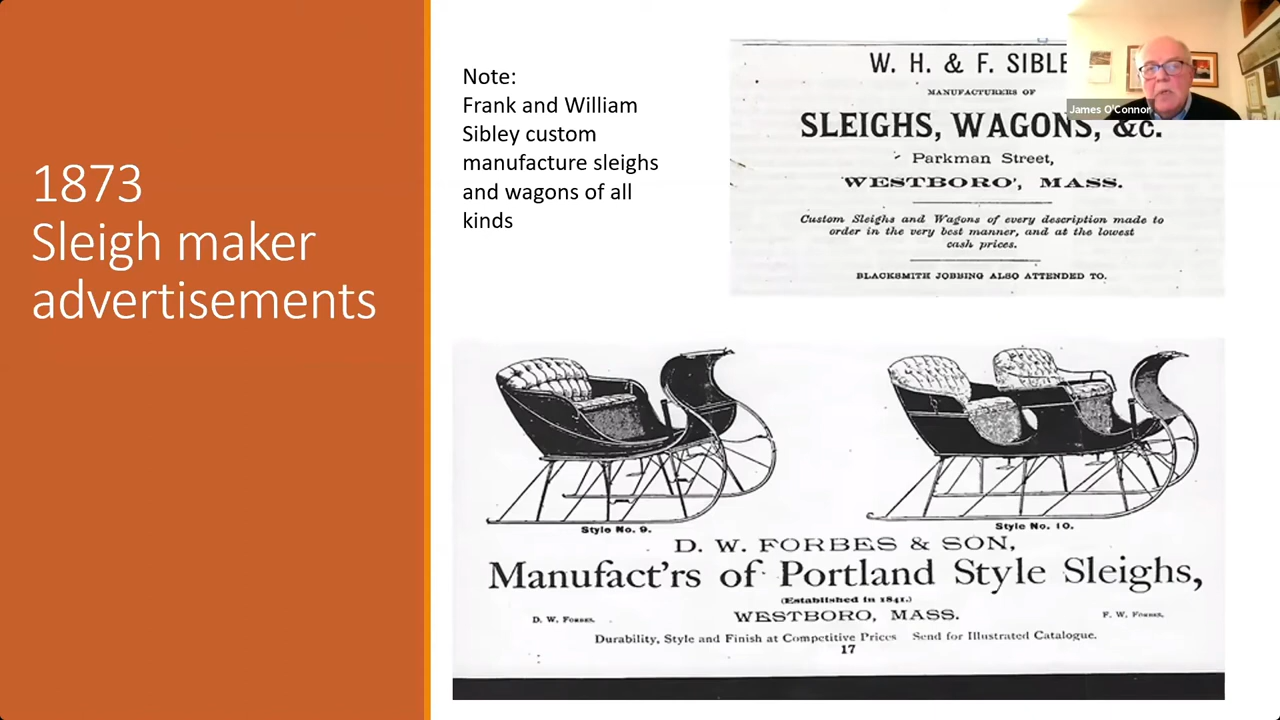 1873
Sleigh maker
advertisements
Note:
Frank and William
Sibley custom
manufacture sleighs
and wagons of all
kinds
W. H. & F. SIBLE
MANUFACTURERS OF
SLEIGHS, WAGONS, &c.
Parkman Street,
WESTBORO', MASS.
Custom Sleighs and Wagons of every description made to
order in the very best manner, and at the lowest
cash prices.
BLACKSMITH JOBBING ALSO ATTENDED TO.
James O'Connor
Style No. 9.
Style No. 10.
D. W. FORBES & SON,
Manufact'rs of Portland Style Sleighs,
(Established in 1841.)
D. W. FORBES.
WESTBORO, MASS.
F. W. FORBES.
Durability, Style and Finish at Competitive Prices Send for Illustrated Catalogue.
17